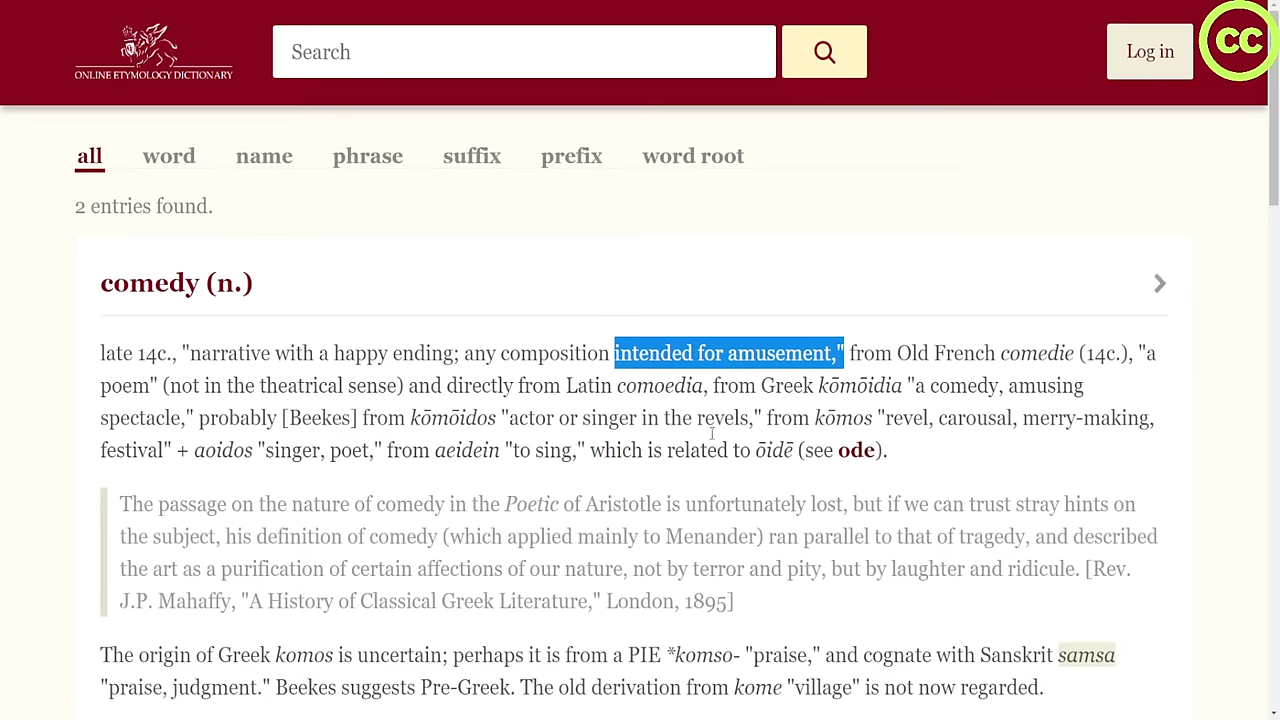 ONLINE ETYMOLOGY DICTIONARY
Search
Log in
CC
all word name phrase suffix prefix word root
2 entries found.
comedy (n.)
late 14c., "narrative with a happy ending; any composition intended for amusement," from Old French comedie (14c.), "a
poem" (not in the theatrical sense) and directly from Latin comoedia, from Greek kōmōidia "a comedy, amusing
spectacle," probably [Beekes] from kōmōidos "actor or singer in the revels," from kōmos "revel, carousal, merry-making,
festival" + aoidos "singer, poet," from aeidein "to sing," which is related to ōidē (see ode).
The passage on the nature of comedy in the Poetic of Aristotle is unfortunately lost, but if we can trust stray hints on
the subject, his definition of comedy (which applied mainly to Menander) ran parallel to that of tragedy, and described
the art as a purification of certain affections of our nature, not by terror and pity, but by laughter and ridicule. [Rev.
J.P. Mahaffy, "A History of Classical Greek Literature," London, 1895]
The origin of Greek komos is uncertain; perhaps it is from a PIE *komso- "praise," and cognate with Sanskrit samsa
"praise, judgment." Beekes suggests Pre-Greek. The old derivation from kome "village" is not now regarded.